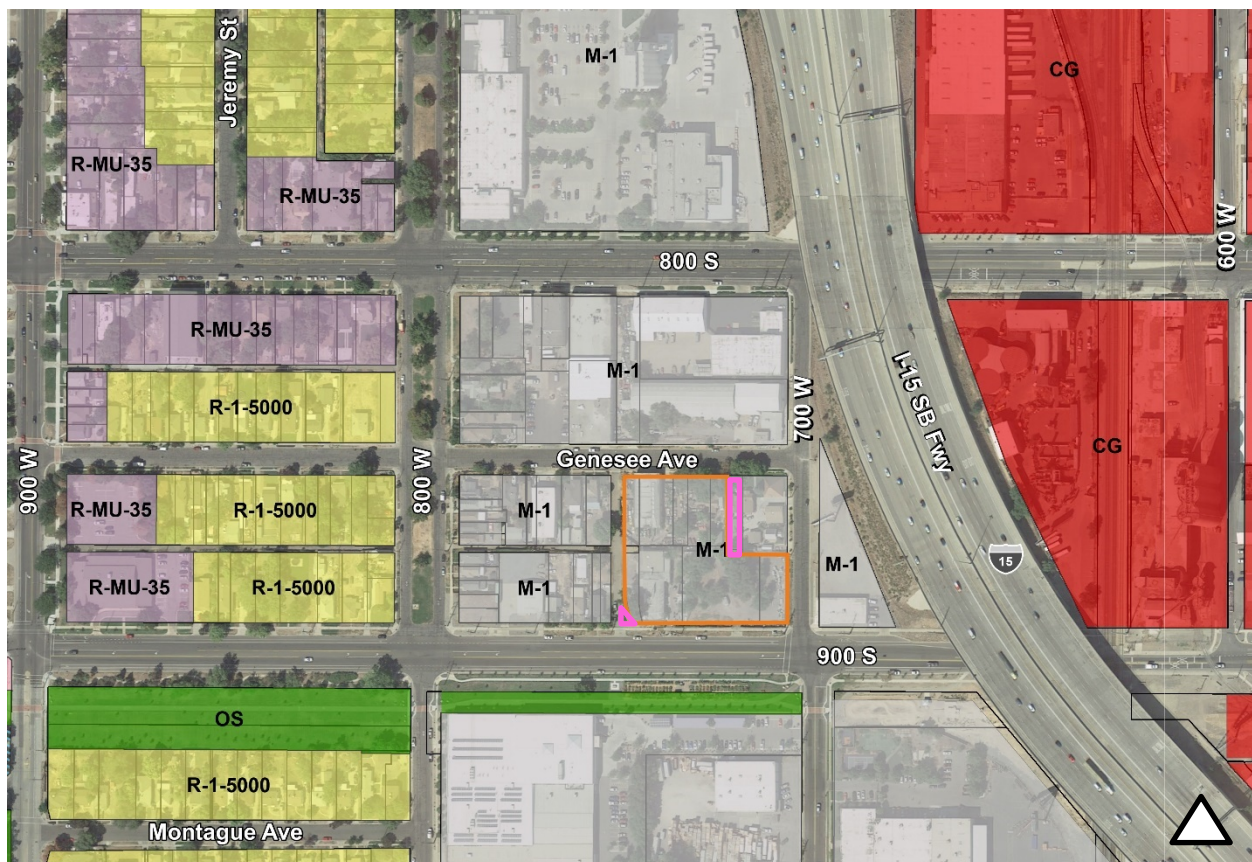 Jeremy St
M-1
CG
R-MU-35
R-MU-35
800 S
600 W
R-MU-35
M-1
700 W
I-15 SB Fwy
R-1-5000
CG
900 W
800 W
Genesee Ave
R-MU-35
R-1-5000
M-1
M-1
15
M-1
R-MU-35
R-1-5000
M-1
900 S
OS
R-1-5000
Montague Ave